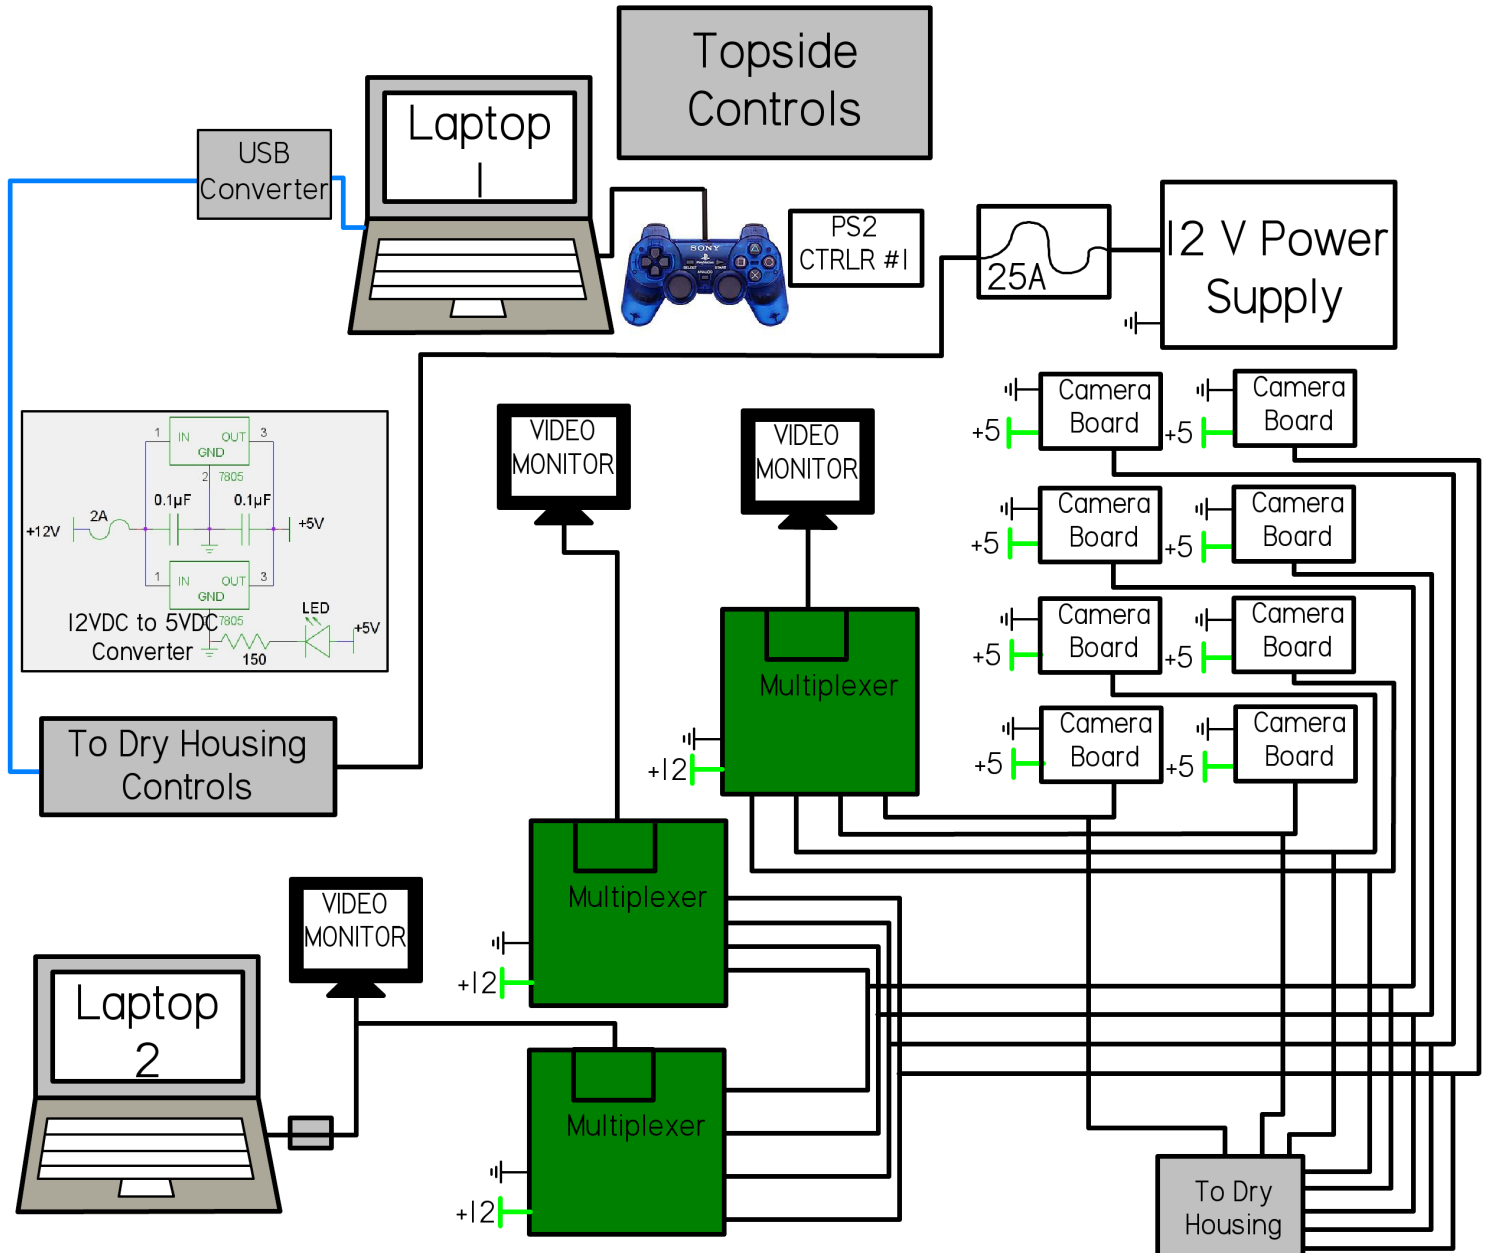 Topside
Controls
Laptop
1
USB
Converter
SONY
SELECT
START
ANALOG
PS2
CTRLR #1
25A
12 V Power
Supply
Camera
Board
+5
Camera
Board
+5
VIDEO
MONITOR
VIDEO
MONITOR
1
IN
OUT
3
GND
2
7805
0.1µF
0.1µF
+12V
2A
+5V
1
IN
OUT
3
GND
7805
LED
12VDC to 5VDC
Converter
150
+5V
Camera
Board
+5
Camera
Board
+5
Camera
Board
+5
Camera
Board
+5
Multiplexer
+12
Camera
Board
+5
Camera
Board
+5
To Dry Housing
Controls
Multiplexer
+12
VIDEO
MONITOR
Laptop
2
Multiplexer
+12
To Dry
Housing